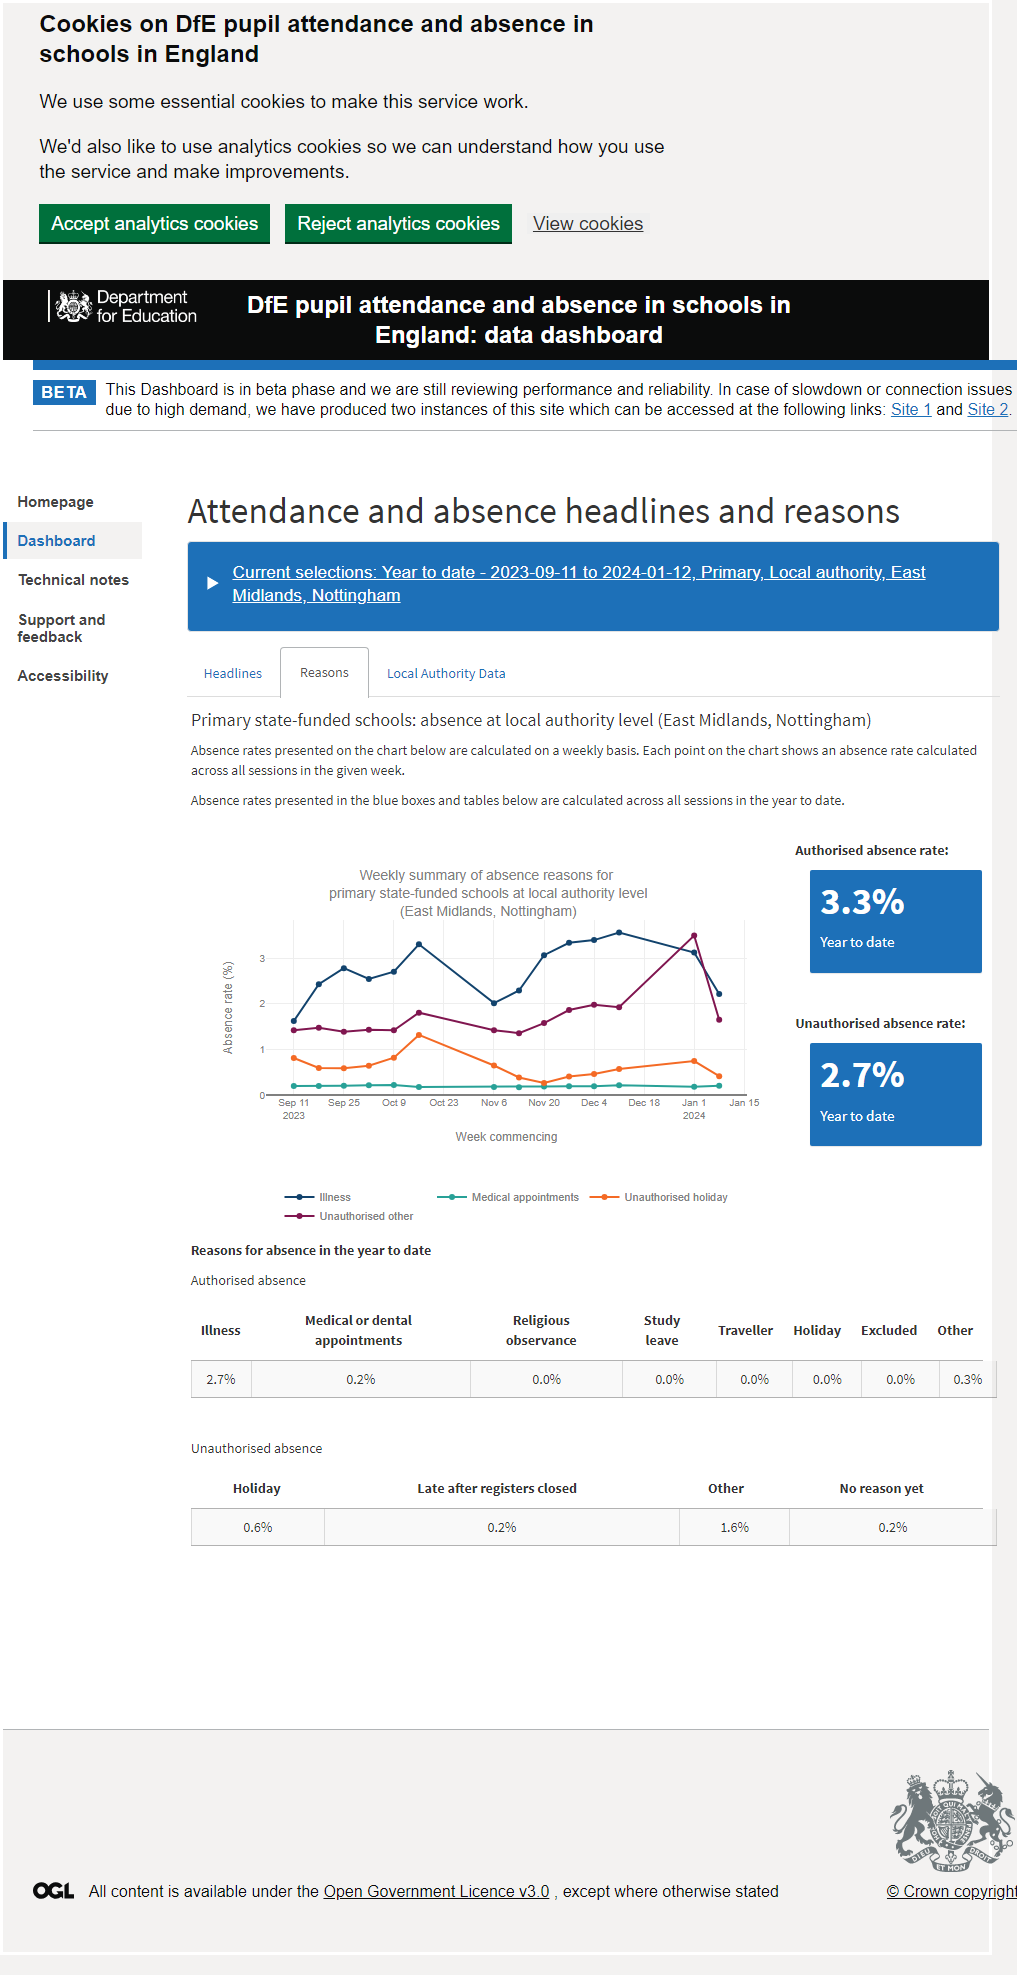 Cookies on DfE pupil attendance and absence in
schools in England
We use some essential cookies to make this service work.
We'd also like to use analytics cookies so we can understand how you use
the service and make improvements.
Accept analytics cookies Reject analytics cookies View cookies
Department
for Education
DfE pupil attendance and absence in schools in
England: data dashboard
BETA
This Dashboard is in beta phase and we are still reviewing performance and reliability. In case of slowdown or connection issues
due to high demand, we have produced two instances of this site which can be accessed at the following links: Site 1 and Site 2.
Homepage
Dashboard
Technical notes
Support and
feedback
Accessibility
Attendance and absence headlines and reasons
Current selections: Year to date - 2023-09-11 to 2024-01-12, Primary, Local authority, East
Midlands, Nottingham
Headlines Reasons Local Authority Data
Primary state-funded schools: absence at local authority level (East Midlands, Nottingham)
Absence rates presented on the chart below are calculated on a weekly basis. Each point on the chart shows an absence rate calculated
across all sessions in the given week.
Absence rates presented in the blue boxes and tables below are calculated across all sessions in the year to date.
Weekly summary of absence reasons for
primary state-funded schools at local authority level
(East Midlands, Nottingham)
Absence rate (%)
3
2
1
0
Sep 11 Sep 25 Oct 9 Oct 23 Nov 6 Nov 20 Dec 4 Dec 18 Jan 1 Jan 15
2023 2024
Week commencing
Illness Medical appointments Unauthorised holiday
Unauthorised other
Authorised absence rate:
3.3%
Year to date
Unauthorised absence rate:
2.7%
Year to date
Reasons for absence in the year to date
Authorised absence
Illness Medical or dental appointments Religious observance Study leave Traveller Holiday Excluded Other
2.7% 0.2% 0.0% 0.0% 0.0% 0.0% 0.0% 0.3%
Unauthorised absence
Holiday Late after registers closed Other No reason yet
0.6% 0.2% 1.6% 0.2%
DIEU ET MON DROIT
OGL All content is available under the Open Government Licence v3.0 , except where otherwise stated
© Crown copyright